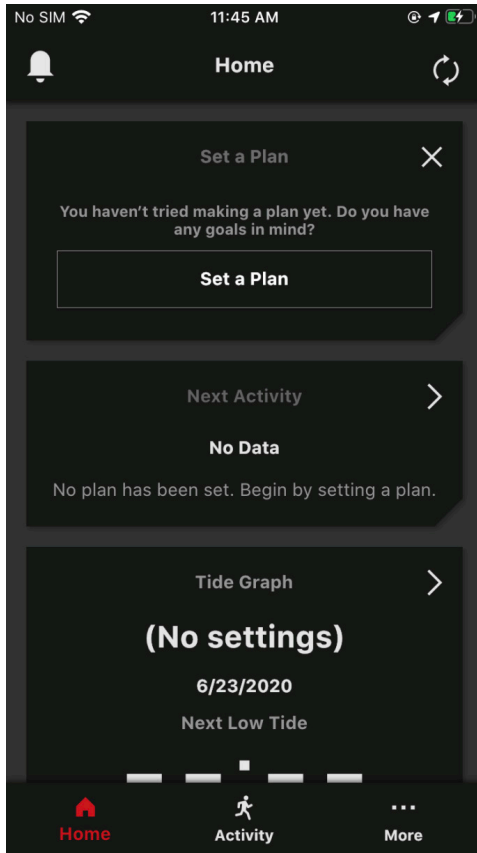 No SIM 11:45 AM
Home
Set a Plan
You haven't tried making a plan yet. Do you have
any goals in mind?
Set a Plan
Next Activity
No Data
No plan has been set. Begin by setting a plan.
Tide Graph
(No settings)
6/23/2020
Next Low Tide
Home Activity More